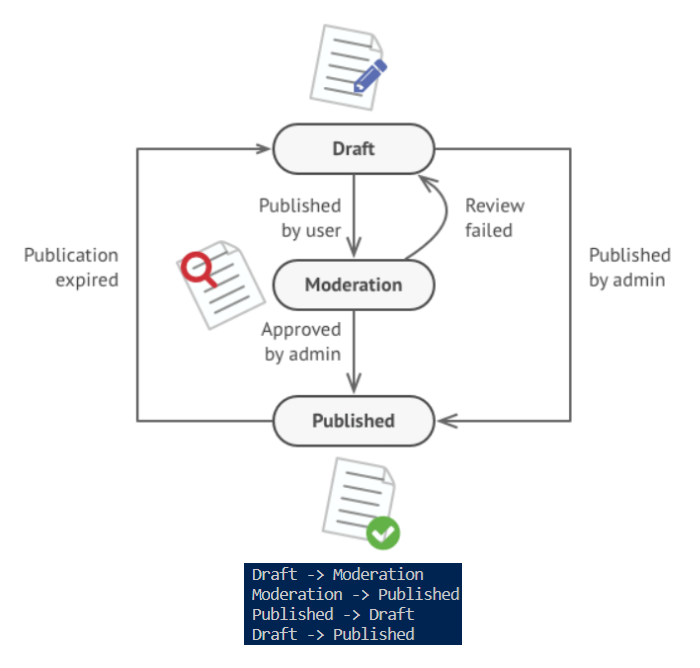 Draft
Published
by user
Review
failed
Publication
expired
Published
by admin
Moderation
Approved
by admin
Published
Draft -> Moderation
Moderation -> Published
Published -> Draft
Draft -> Published